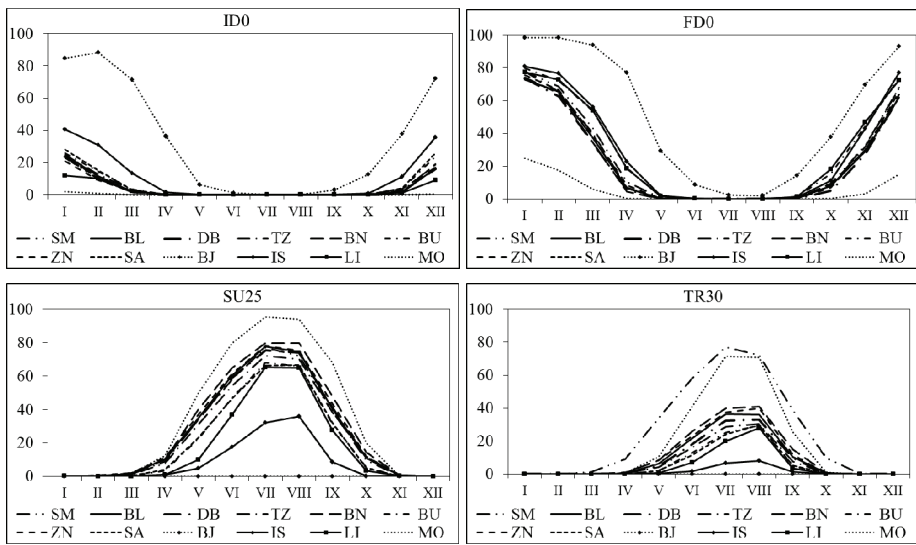 ID0
100
80
60
40
20
0
I II III IV V VI VII VIII IX X XI XII
SM BL DB TZ BN BU
ZN SA BJ IS LI MO
FD0
100
80
60
40
20
0
I II III IV V VI VII VIII IX X XI XII
SM BL DB TZ BN BU
ZN SA BJ IS LI MO
SU25
100
80
60
40
20
0
I II III IV V VI VII VIII IX X XI XII
SM BL DB TZ BN BU
ZN SA BJ IS LI MO
TR30
100
80
60
40
20
0
I II III IV V VI VII VIII IX X XI XII
SM BL DB TZ BN BU
ZN SA BJ IS LI MO